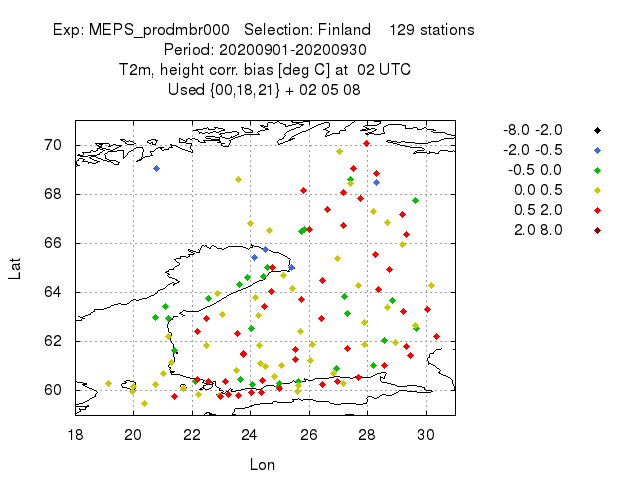 Exp: MEPS_prodmbr000 Selection: Finland 129 stations
Period: 20200901-20200930
T2m, height corr. bias [deg C] at 02 UTC
Used {00,18,21} + 02 05 08
-8.0 -2.0
-2.0 -0.5
-0.5 0.0
0.0 0.5
0.5 2.0
2.0 8.0
70
68
66
64
62
60
Lat
18 20 22 24 26 28 30
Lon